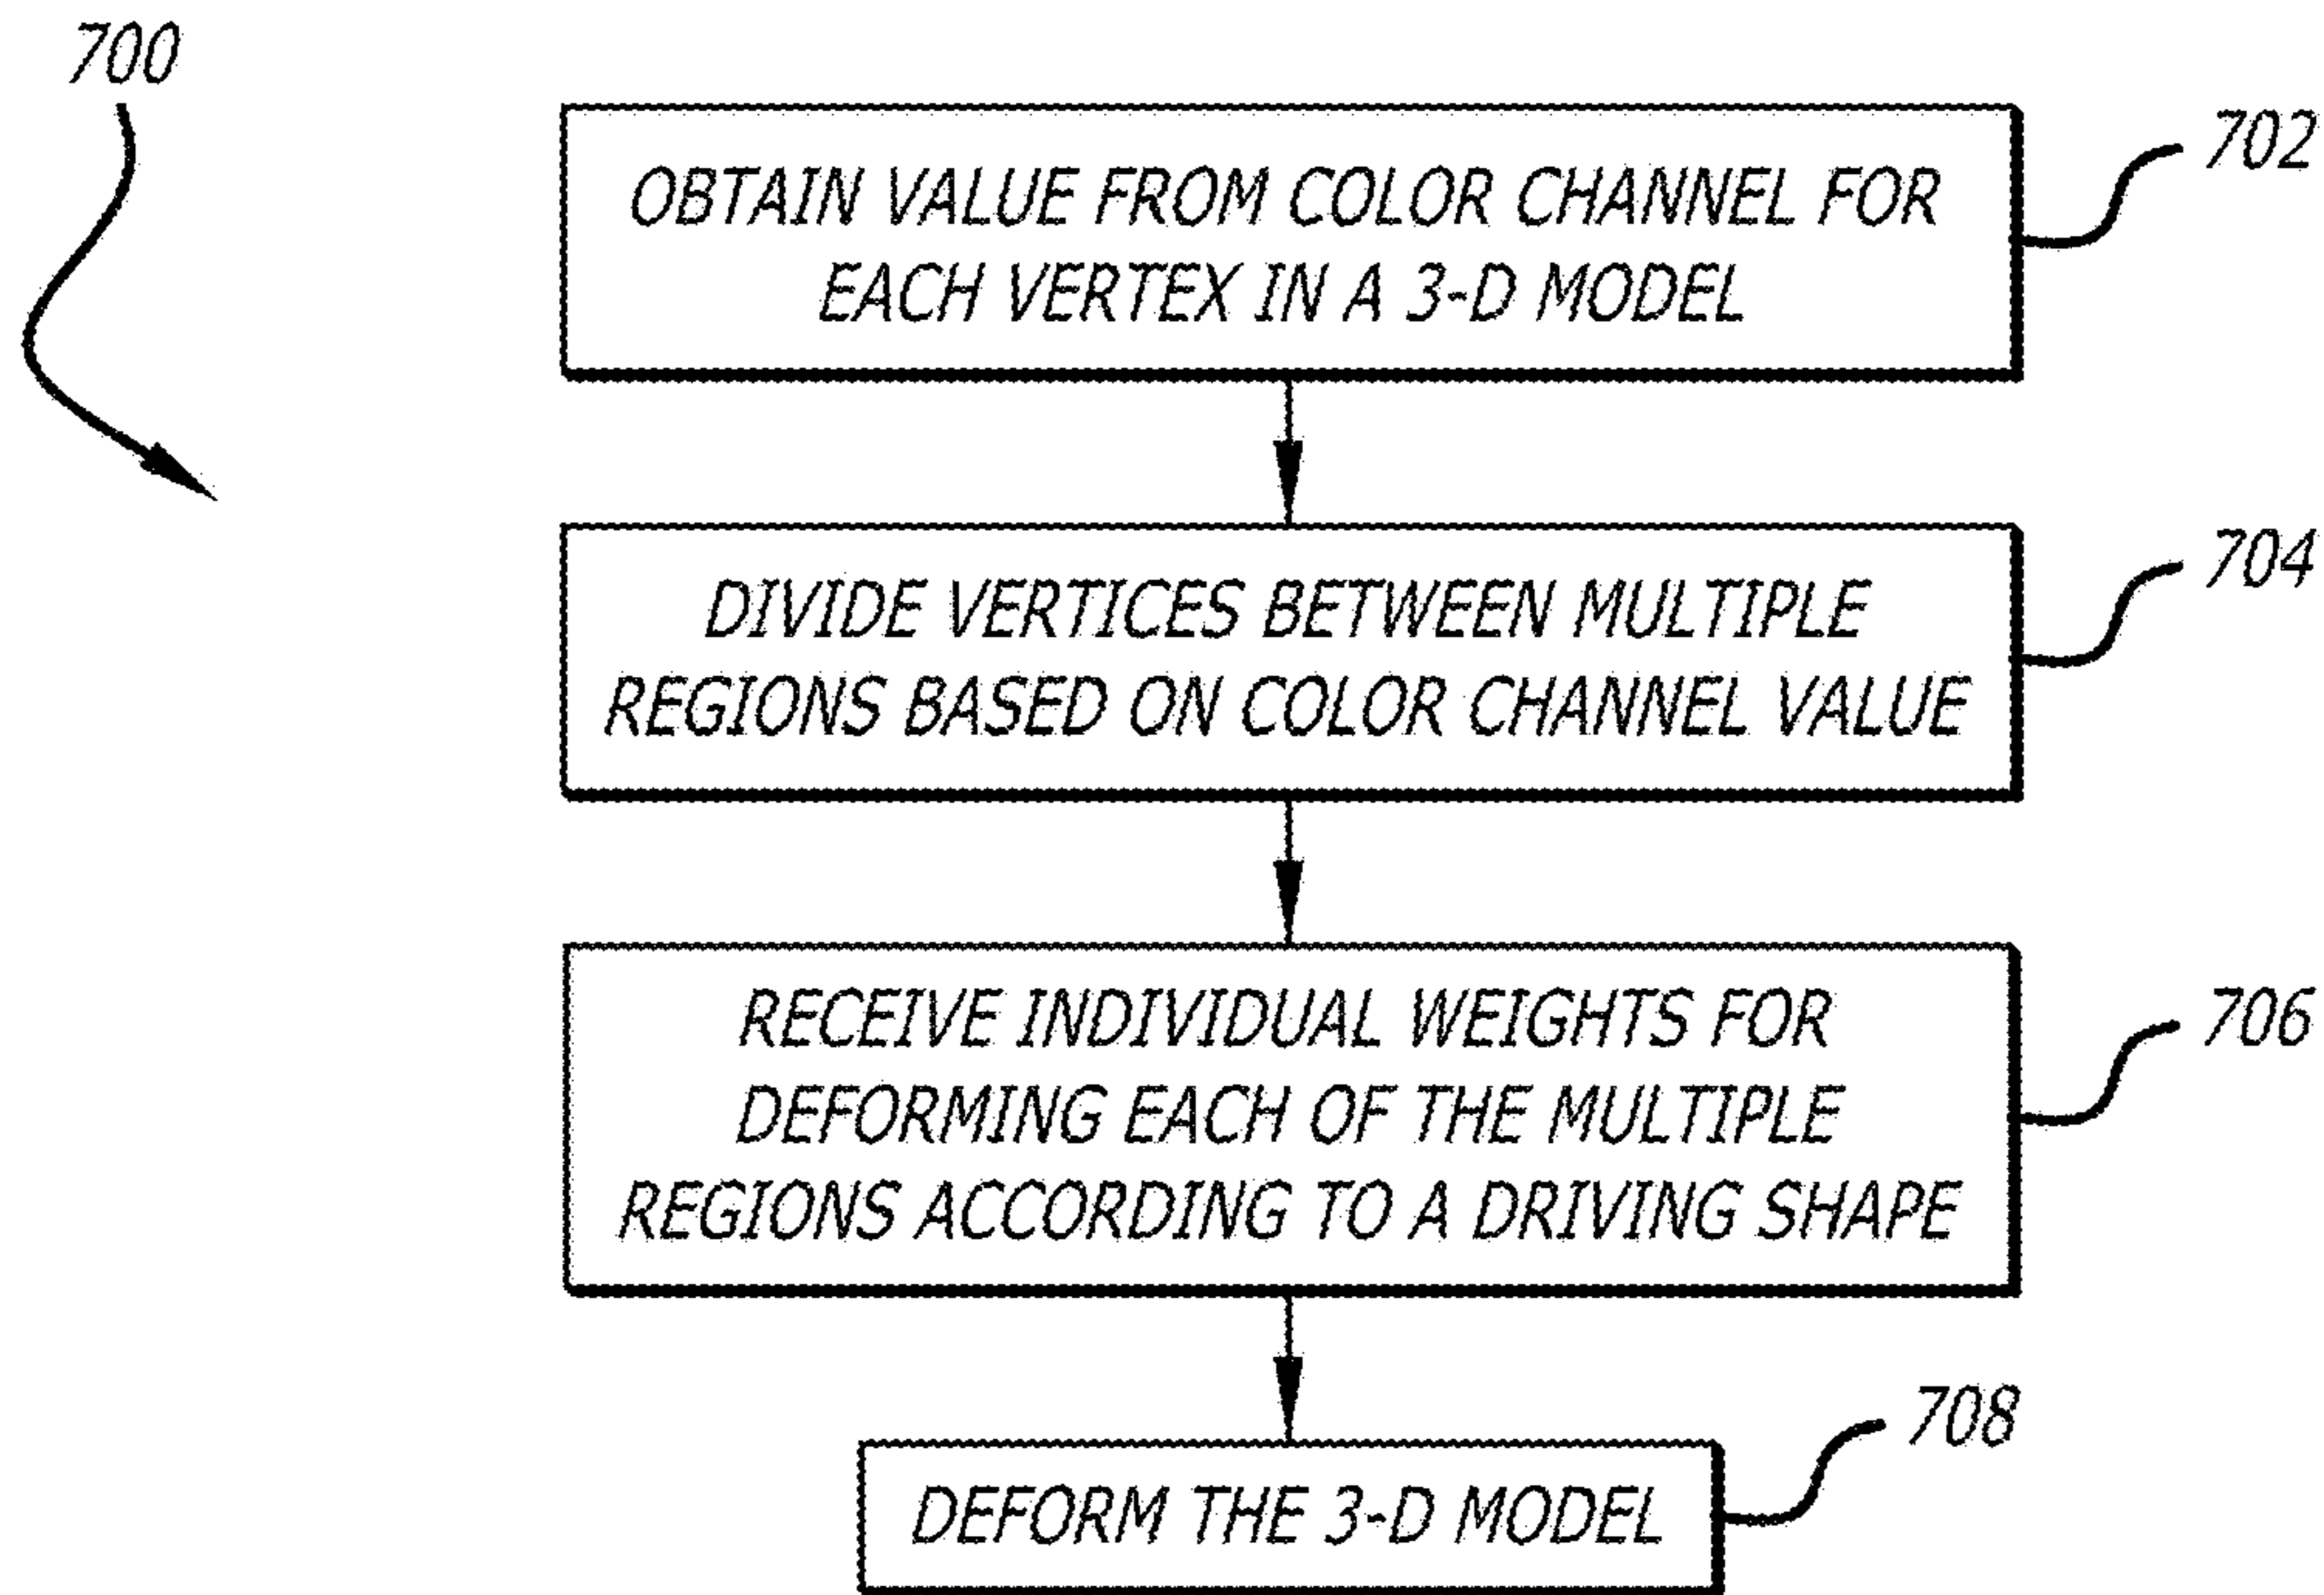 700
OBTAIN VALUE FROM COLOR CHANNEL FOR
EACH VERTEX IN A 3-D MODEL
702
DIVIDE VERTICES BETWEEN MULTIPLE
REGIONS BASED ON COLOR CHANNEL VALUE
704
RECEIVE INDIVIDUAL WEIGHTS FOR
DEFORMING EACH OF THE MULTIPLE
REGIONS ACCORDING TO A DRIVING SHAPE
706
DEFORM THE 3-D MODEL
708